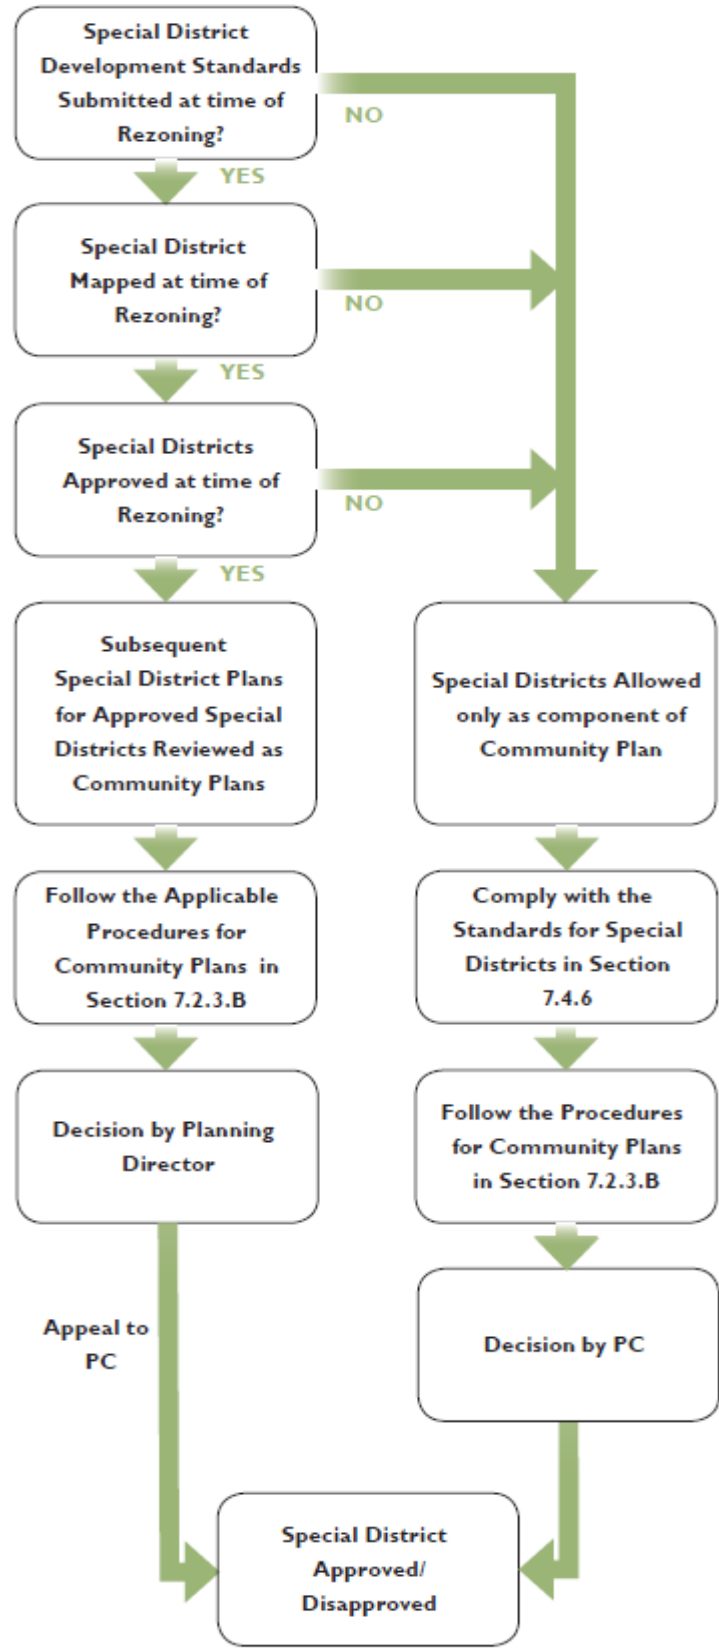 Special District
Development Standards
Submitted at time of
Rezoning?
NO
YES
Special District
Mapped at time of
Rezoning?
NO
YES
Special Districts
Approved at time of
Rezoning?
NO
YES
Subsequent
Special District Plans
for Approved Special
Districts Reviewed as
Community Plans
Special Districts Allowed
only as component of
Community Plan
Follow the Applicable
Procedures for
Community Plans in
Section 7.2.3.B
Comply with the
Standards for Special
Districts in Section
7.4.6
Decision by Planning
Director
Follow the Procedures
for Community Plans
in Section 7.2.3.B
Appeal to
PC
Decision by PC
Special District
Approved/
Disapproved